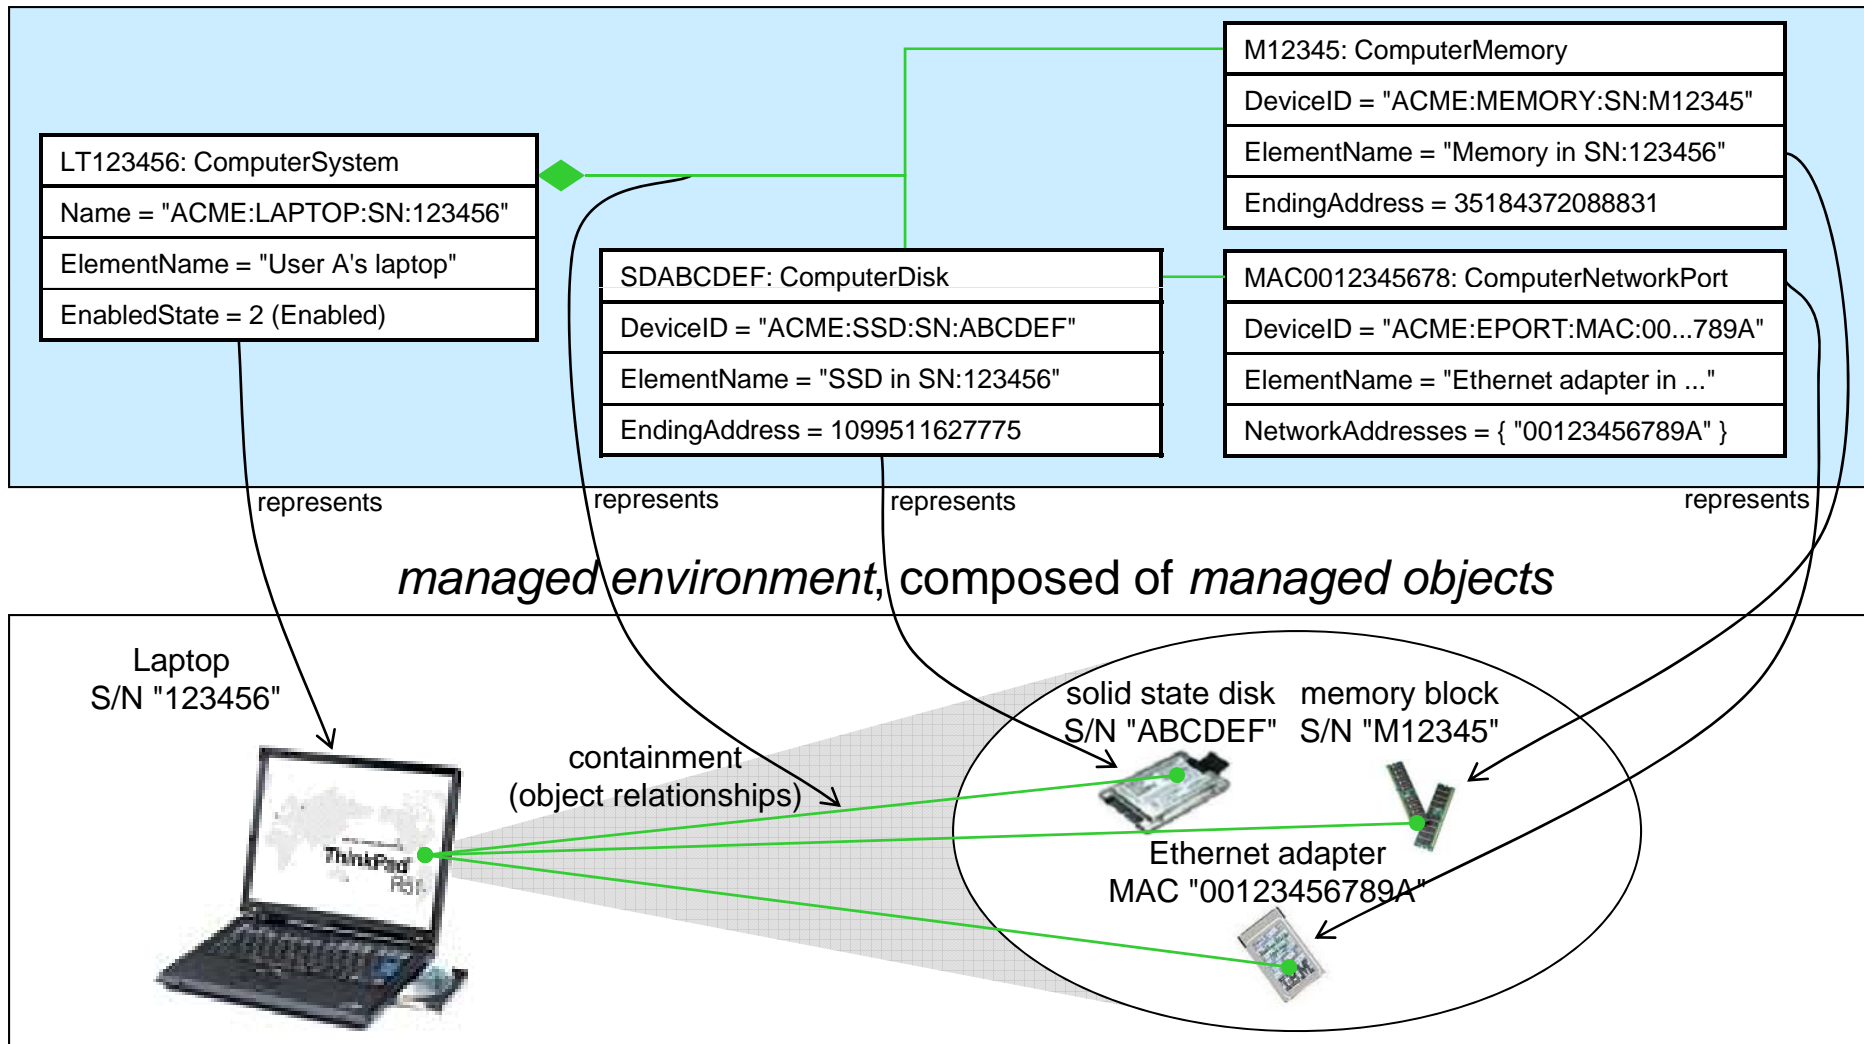 M12345: ComputerMemory
DeviceID = "ACME:MEMORY:SN:M12345"
ElementName = "Memory in SN:123456"
EndingAddress = 35184372088831
LT123456: ComputerSystem
Name = "ACME:LAPTOP:SN:123456"
ElementName = "User A's laptop"
EnabledState = 2 (Enabled)
SDABCDEF: ComputerDisk
DeviceID = "ACME:SSD:SN:ABCDEF"
ElementName = "SSD in SN:123456"
EndingAddress = 1099511627775
MAC0012345678: ComputerNetworkPort
DeviceID = "ACME:EPORT:MAC:00...789A"
ElementName = "Ethernet adapter in ..."
NetworkAddresses = { "00123456789A" }
represents
represents
represents
represents
managed environment, composed of managed objects
Laptop
S/N "123456"
containment
(object relationships)
solid state disk
S/N "ABCDEF"
memory block
S/N "M12345"
Ethernet adapter
MAC "00123456789A"
ThinkPad
IBM